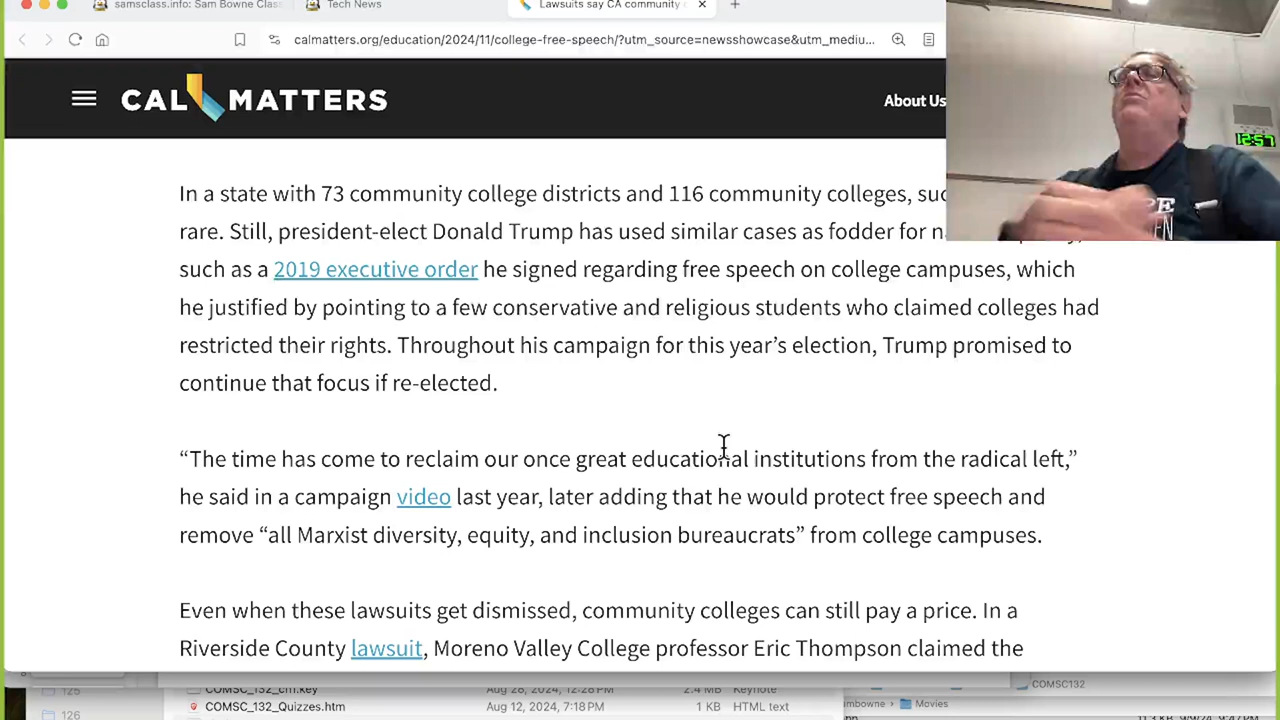 samsclass.info: Sam Bowne Clas
Tech News
Lawsuits say CA community
calmatters.org/education/2024/11/college-free-speech/?utm_source=newsshowcase&utm_mediu...
CAL MATTERS
About Us
12:57
In a state with 73 community college districts and 116 community colleges,
rare. Still, president-elect Donald Trump has used similar cases as fodder for
such as a 2019 executive order he signed regarding free speech on college campuses, which
he justified by pointing to a few conservative and religious students who claimed colleges had
restricted their rights. Throughout his campaign for this year’s election, Trump promised to
continue that focus if re-elected.
“The time has come to reclaim our once great educational institutions from the radical left,”
he said in a campaign video last year, later adding that he would protect free speech and
remove “all Marxist diversity, equity, and inclusion bureaucrats” from college campuses.
Even when these lawsuits get dismissed, community colleges can still pay a price. In a
Riverside County lawsuit, Moreno Valley College professor Eric Thompson claimed the
125
COMSC_132_ch1.key
Aug 28, 2024, 12:28 PM
2.4 MB
Keynote
COMSC132
126
COMSC_132_Quizzes.htm
Aug 12, 2024, 7:18 PM
1 KB
HTML text
mbowne
Movies